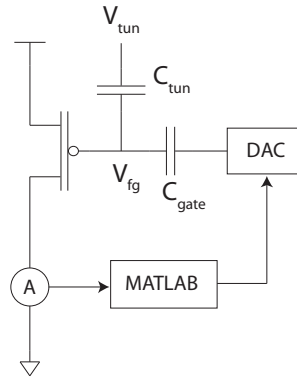 V_tun
C_tun
V_fg
C_gate
DAC
A
MATLAB